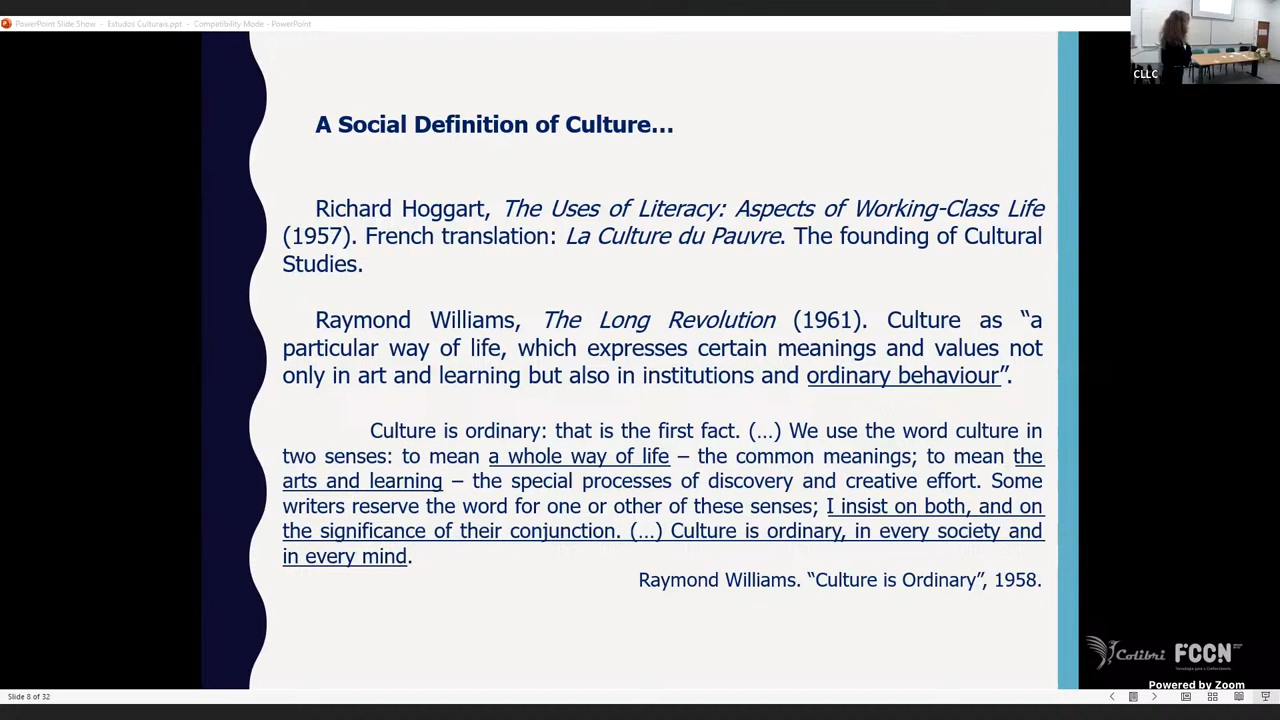 PowerPoint Slide Show - Estudos Culturais.ppt - Compatibility Mode - PowerPoint
CLLC
A Social Definition of Culture...
Richard Hoggart, The Uses of Literacy: Aspects of Working-Class Life
(1957). French translation: La Culture du Pauvre. The founding of Cultural
Studies.
Raymond Williams, The Long Revolution (1961). Culture as “a
particular way of life, which expresses certain meanings and values not
only in art and learning but also in institutions and ordinary behaviour”.
Culture is ordinary: that is the first fact. (…) We use the word culture in
two senses: to mean a whole way of life – the common meanings; to mean the
arts and learning – the special processes of discovery and creative effort. Some
writers reserve the word for one or other of these senses; I insist on both, and on
the significance of their conjunction. (…) Culture is ordinary, in every society and
in every mind.
Raymond Williams. “Culture is Ordinary”, 1958.
Colibri FCCN
Powered by Zoom
Slide 8 of 32